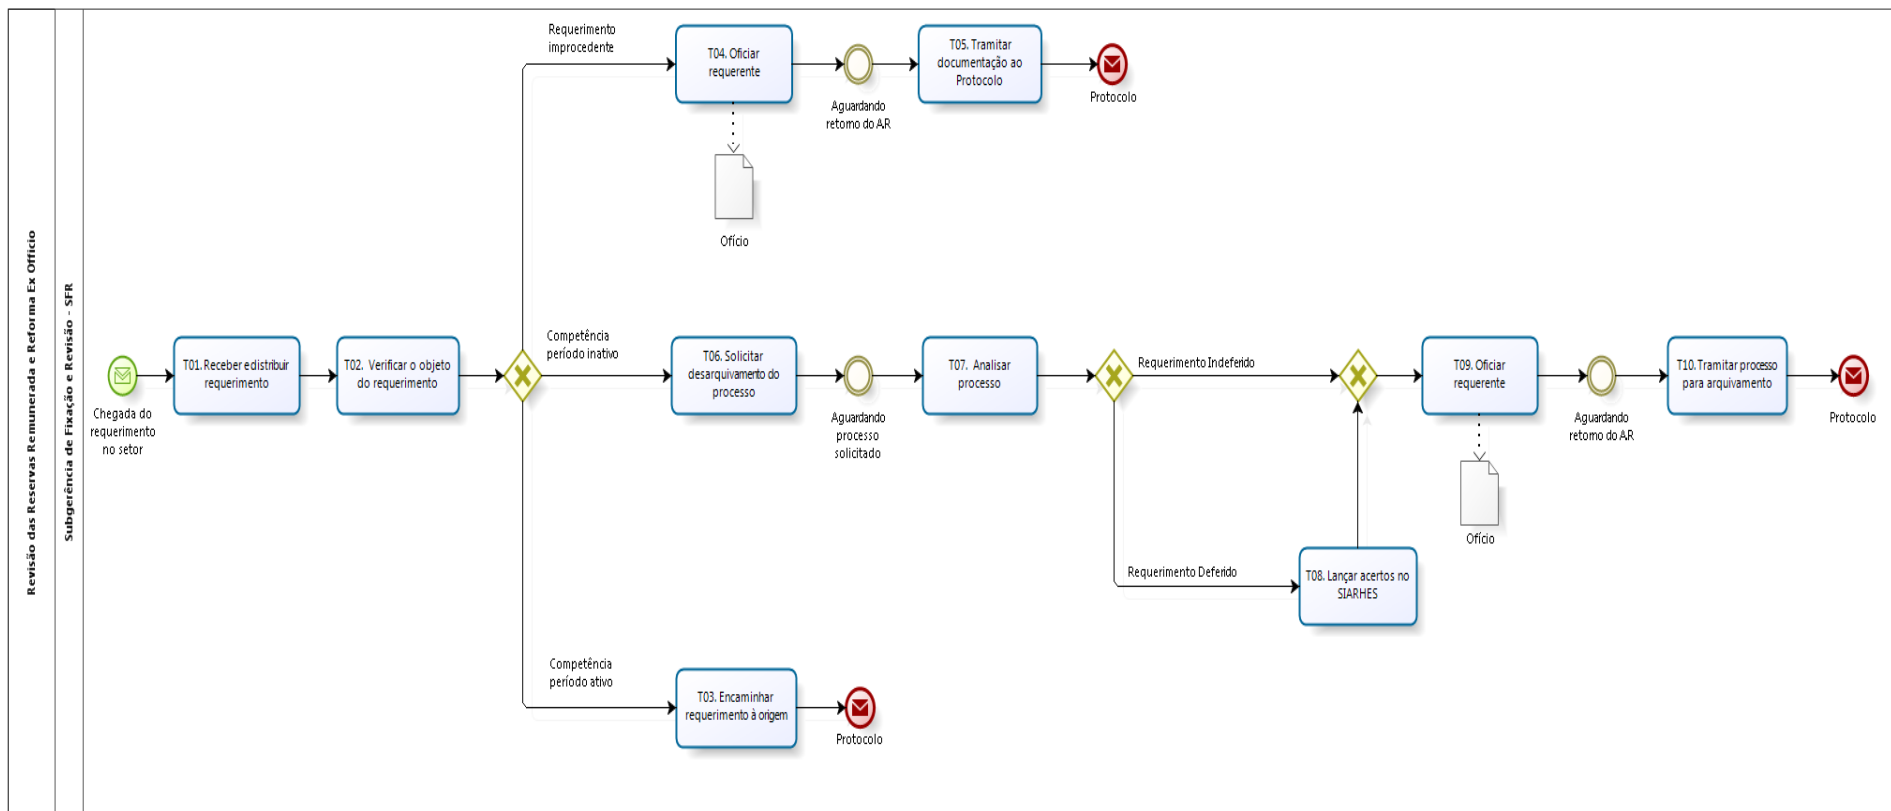 Revisão das Reservas Remunerada e Reforma Ex Officio
Subgerência de Fixação e Revisão - SFR
Chegada do
requerimento
no setor
T01. Receber e distribuir
requerimento
T02. Verificar o objeto
do requerimento
Requerimento
improcedente
T04. Oficiar
requerente
Ofício
Aguardando
retorno do AR
T05. Tramitar
documentação ao
Protocolo
Protocolo
Competência
período inativo
T06. Solicitar
desarquivamento do
processo
Aguardando
processo
solicitado
T07. Analisar
processo
Requerimento Indeferido
Requerimento Deferido
T08. Lançar acertos no
SIARHES
T09. Oficiar
requerente
Ofício
Aguardando
retorno do AR
T10. Tramitar processo
para arquivamento
Protocolo
Competência
período ativo
T03. Encaminhar
requerimento à origem
Protocolo